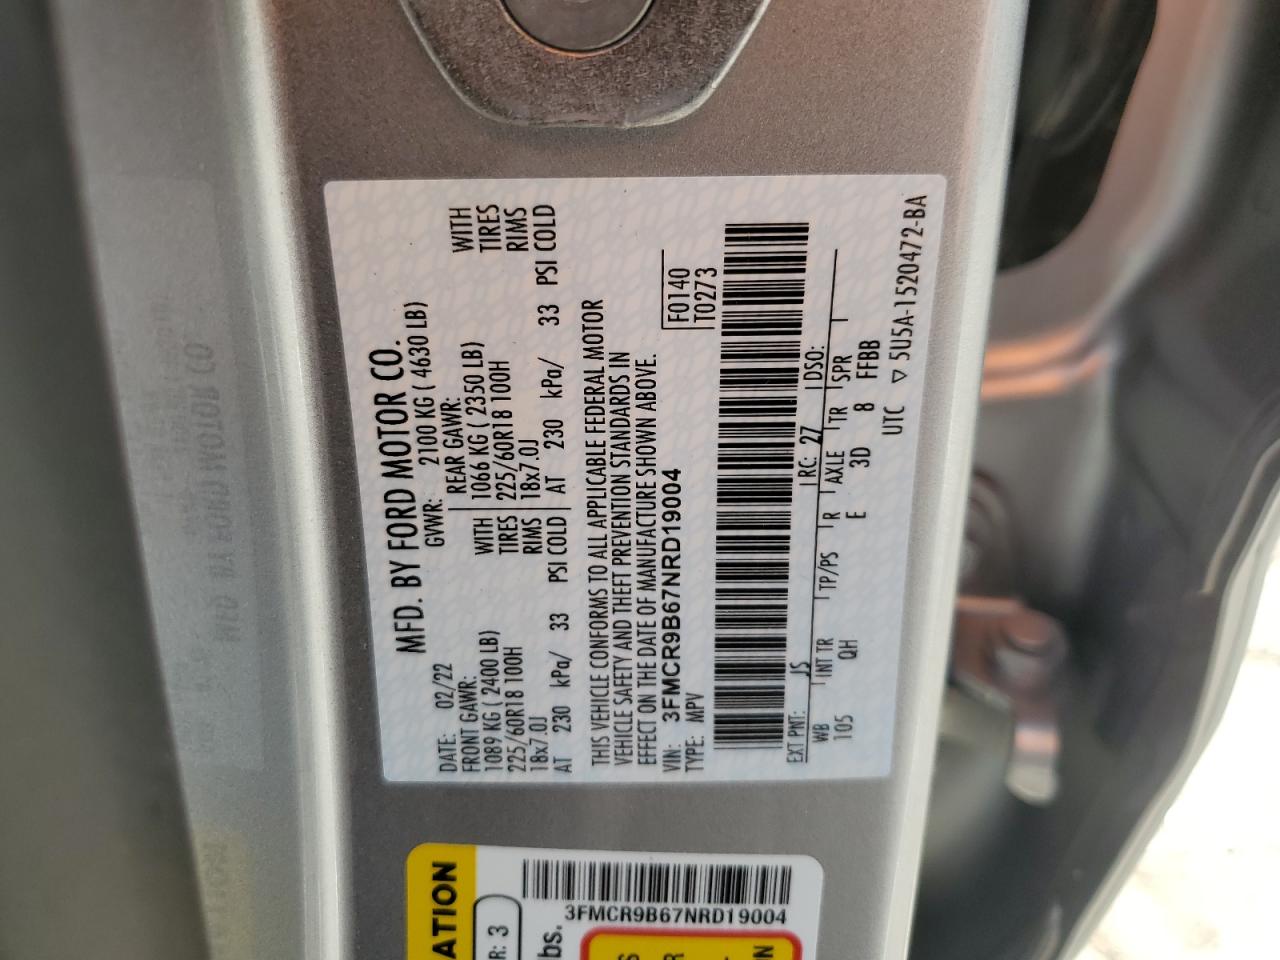 MFD. BY FORD MOTOR CO.
DATE: 02/22 GVWR: 2100 KG ( 4630 LB)
FRONT GAWR: REAR GAWR:
1089 KG ( 2400 LB) WITH 1066 KG ( 2350 LB) WITH
225/60R18 100H TIRES 225/60R18 100H TIRES
18x7.0J RIMS 18x7.0J RIMS
AT 230 kPa/ 33 PSI COLD AT 230 kPa/ 33 PSI COLD
THIS VEHICLE CONFORMS TO ALL APPLICABLE FEDERAL MOTOR
VEHICLE SAFETY AND THEFT PREVENTION STANDARDS IN
EFFECT ON THE DATE OF MANUFACTURE SHOWN ABOVE.
VIN: 3FMCR9B67NRD19004 F0140
TYPE: MPV T0273
EXT PNT: JS RC: 27 DSO:
WB INT TR TP/PS R AXLE TR SPR
105 QH E 3D 8 FFBB
UTC ▽ 5U5A-1520472-BA
ATION
R: 3
bs.
3FMCR9B67NRD19004